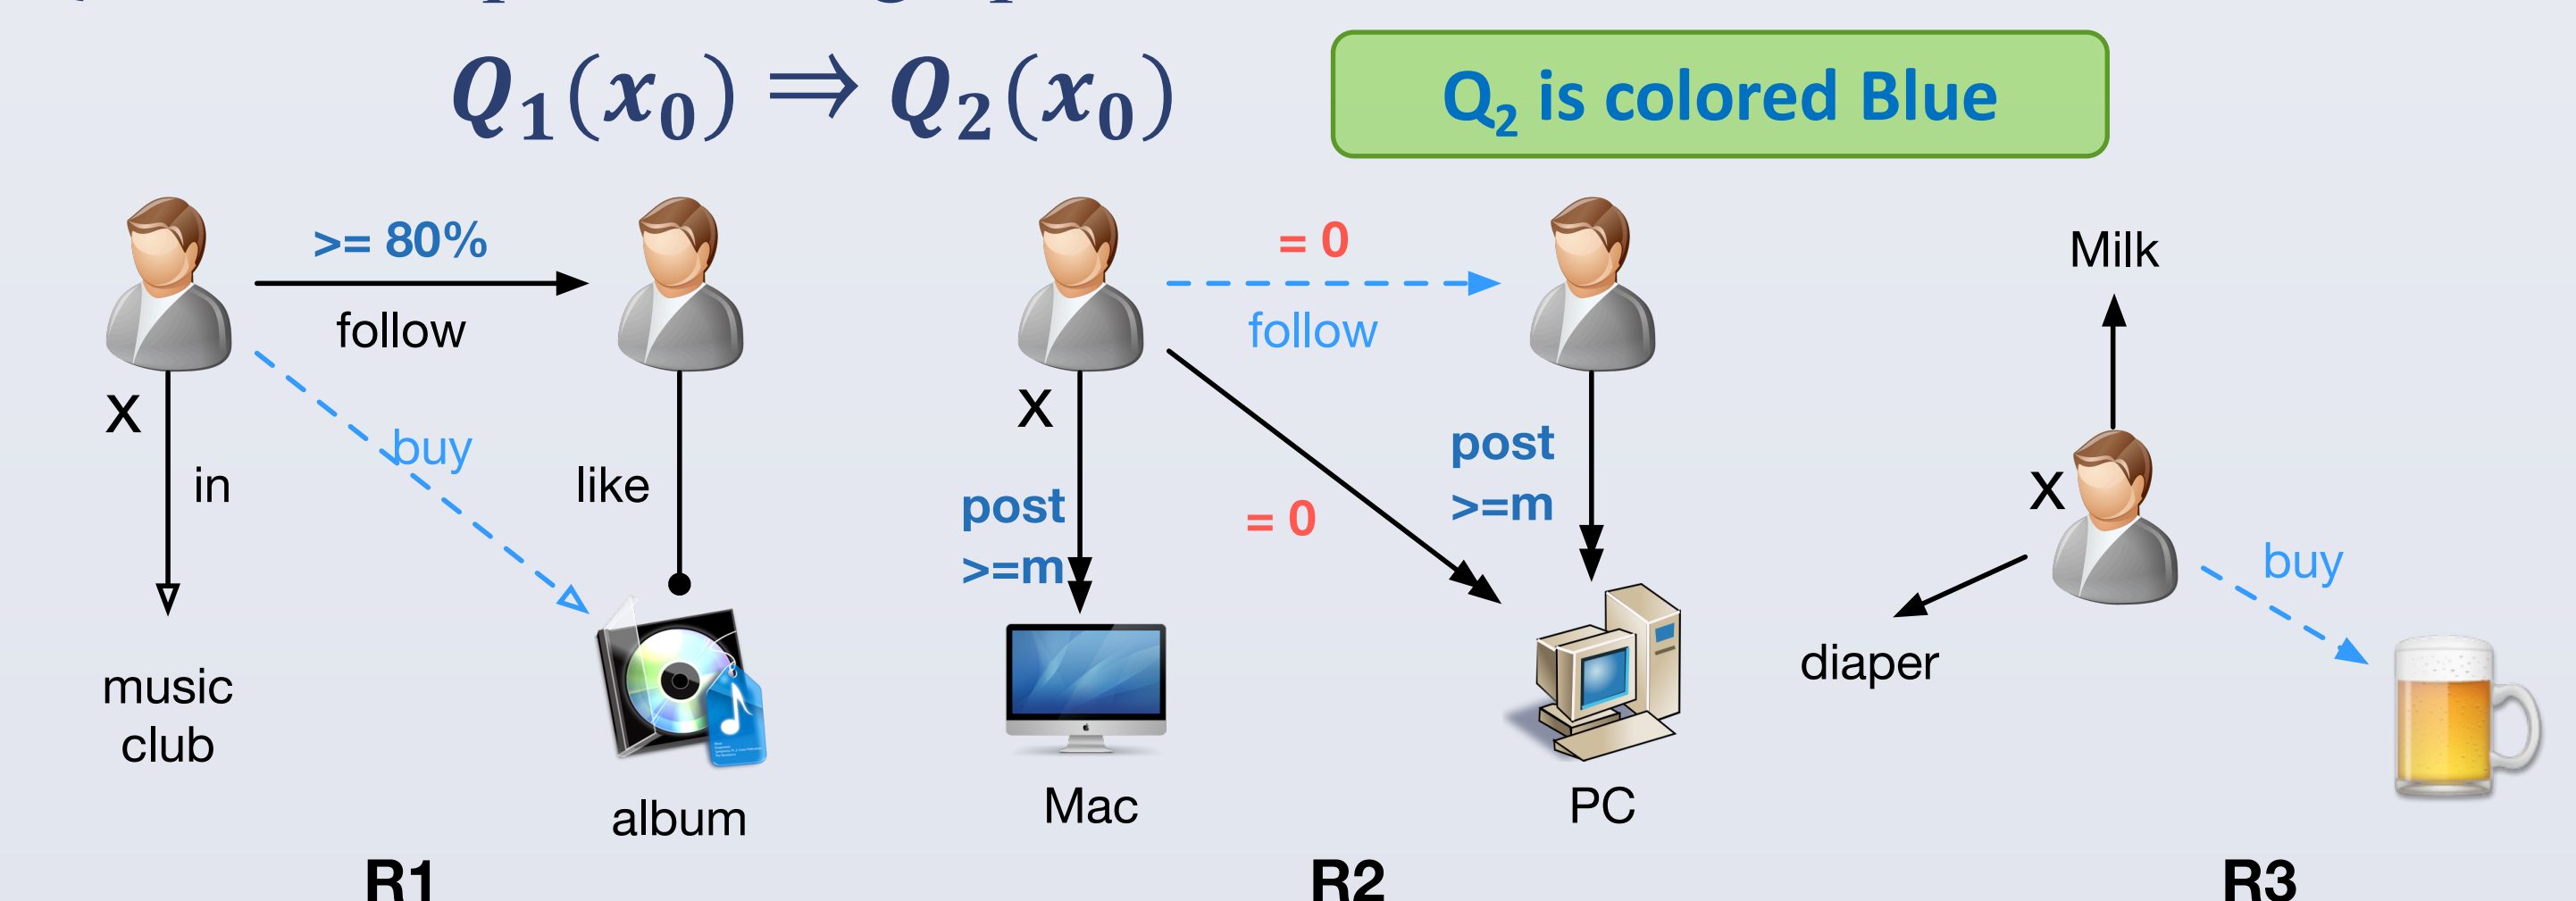 Q₁(x₀) ⇒ Q₂(x₀)
Q₂ is colored Blue
>= 80%
follow
X
in
buy
like
music
club
album
R1
= 0
follow
X
post
>=m
= 0
post
>=m
Mac
PC
R2
Milk
X
buy
diaper
R3